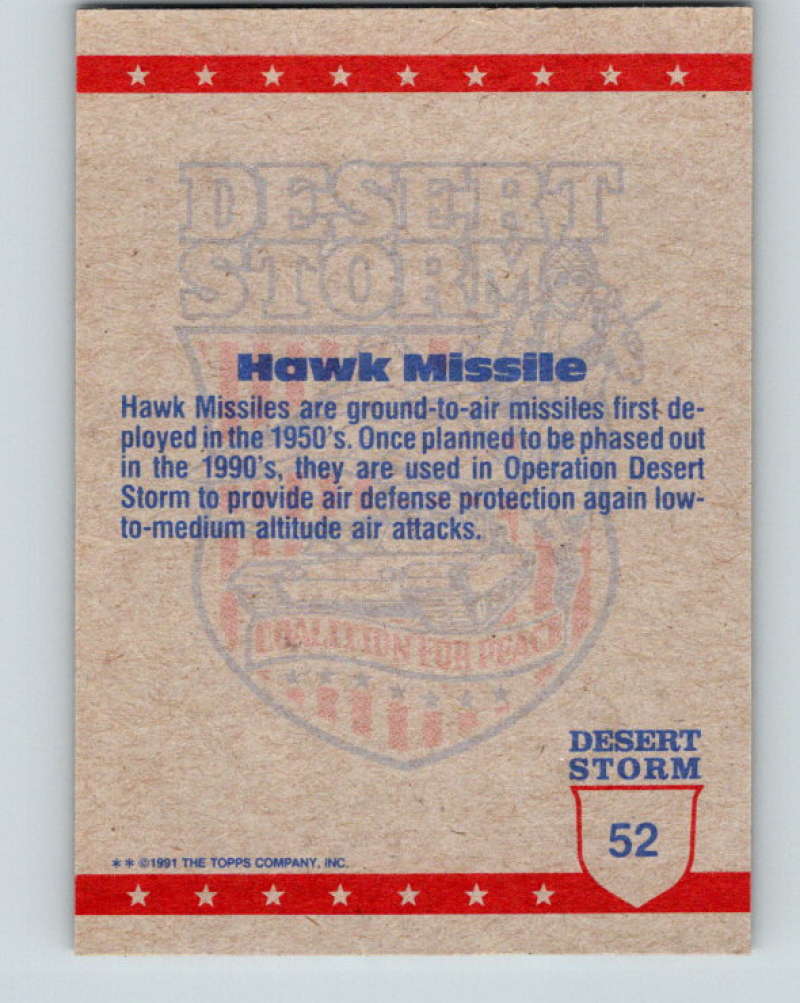 DESERT
STORM
Hawk Missile
Hawk Missiles are ground-to-air missiles first de-
ployed in the 1950's. Once planned to be phased out
in the 1990's, they are used in Operation Desert
Storm to provide air defense protection again low-
to-medium altitude air attacks.
COALITION FOR PEACE
DESERT
STORM
52
** ©1991 THE TOPPS COMPANY, INC.